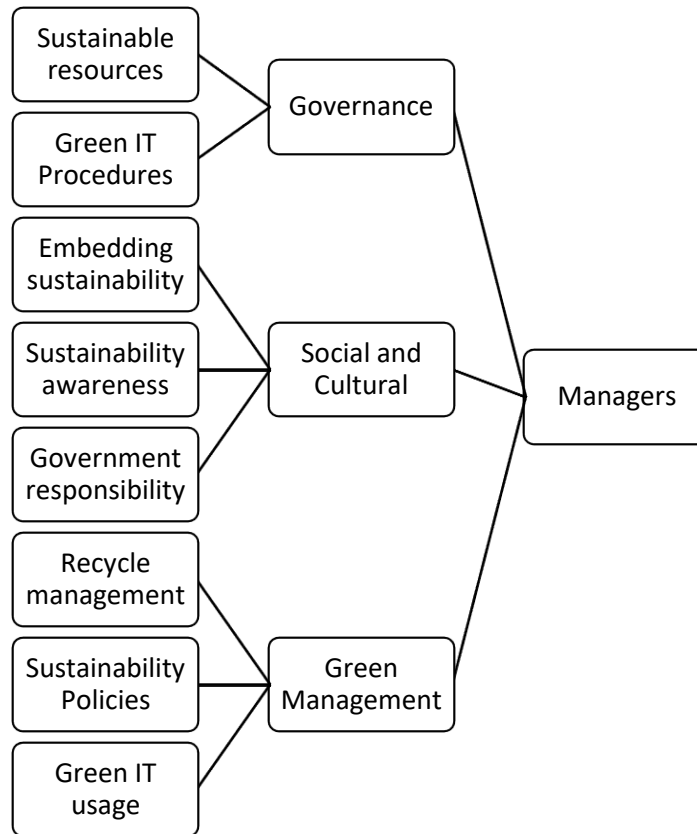 Sustainable
resources
Green IT
Procedures
Governance
Embedding
sustainability
Sustainability
awareness
Government
responsibility
Social and
Cultural
Recycle
management
Sustainability
Policies
Green IT
usage
Green
Management
Managers